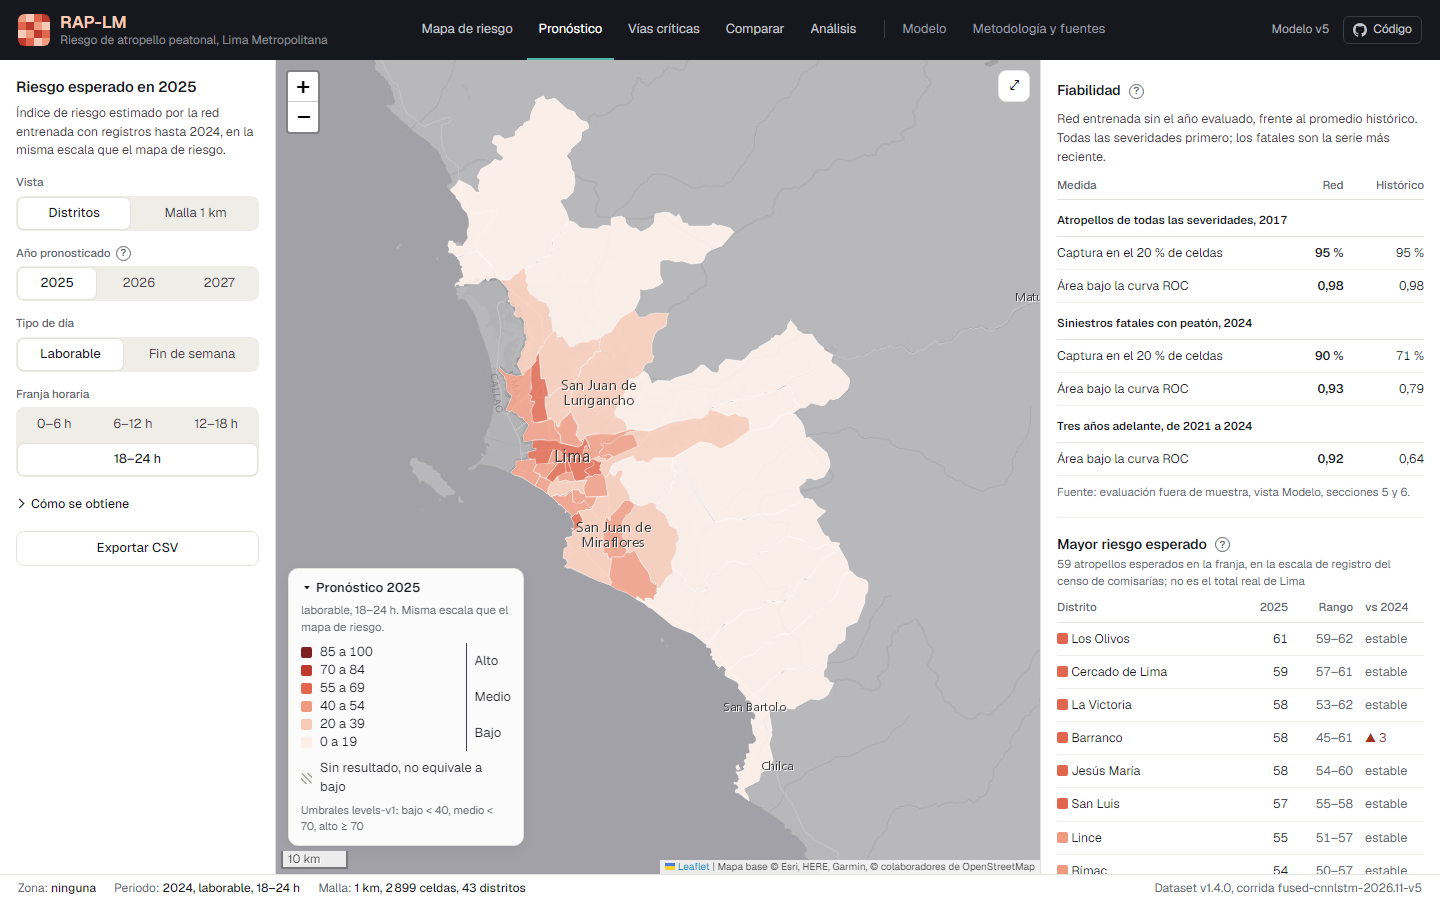 RAP-LM
Riesgo de atropello peatonal, Lima Metropolitana
Mapa de riesgo
Pronóstico
Vías críticas
Comparar
Análisis
Modelo
Metodología y fuentes
Modelo v5
Código
Riesgo esperado en 2025
Índice de riesgo estimado por la red
entrenada con registros hasta 2024, en la
misma escala que el mapa de riesgo.
Vista
Distritos
Malla 1 km
Año pronosticado ?
2025
2026
2027
Tipo de día
Laborable
Fin de semana
Franja horaria
0–6 h
6–12 h
12–18 h
18–24 h
Cómo se obtiene
Exportar CSV
+
−
CALLAO
San Juan de
Lurigancho
Lima
San Juan de
Miraflores
San Bartolo
Chilca
Matu
Pronóstico 2025
laborable, 18–24 h. Misma escala que el
mapa de riesgo.
85 a 100
70 a 84
55 a 69
40 a 54
20 a 39
0 a 19
Alto
Medio
Bajo
Sin resultado, no equivale a
bajo
Umbrales levels-v1: bajo < 40, medio <
70, alto ≥ 70
10 km
Leaflet | Mapa base © Esri, HERE, Garmin, © colaboradores de OpenStreetMap
Fiabilidad ?
Red entrenada sin el año evaluado, frente al promedio histórico.
Todas las severidades primero; los fatales son la serie más
reciente.
Medida Red Histórico
Atropellos de todas las severidades, 2017
Captura en el 20 % de celdas 95 % 95 %
Área bajo la curva ROC 0,98 0,98
Siniestros fatales con peatón, 2024
Captura en el 20 % de celdas 90 % 71 %
Área bajo la curva ROC 0,93 0,79
Tres años adelante, de 2021 a 2024
Área bajo la curva ROC 0,92 0,64
Fuente: evaluación fuera de muestra, vista Modelo, secciones 5 y 6.
Mayor riesgo esperado ?
59 atropellos esperados en la franja, en la escala de registro del
censo de comisarías; no es el total real de Lima
Distrito 2025 Rango vs 2024
Los Olivos 61 59–62 estable
Cercado de Lima 59 57–61 estable
La Victoria 58 53–62 estable
Barranco 58 45–61 ▲ 3
Jesús María 58 54–60 estable
San Luis 57 55–58 estable
Lince 55 51–57 estable
Rímac 54 50–57 estable
Zona: ninguna
Periodo: 2024, laborable, 18–24 h
Malla: 1 km, 2 899 celdas, 43 distritos
Dataset v1.4.0, corrida fused-cnnlstm-2026.11-v5